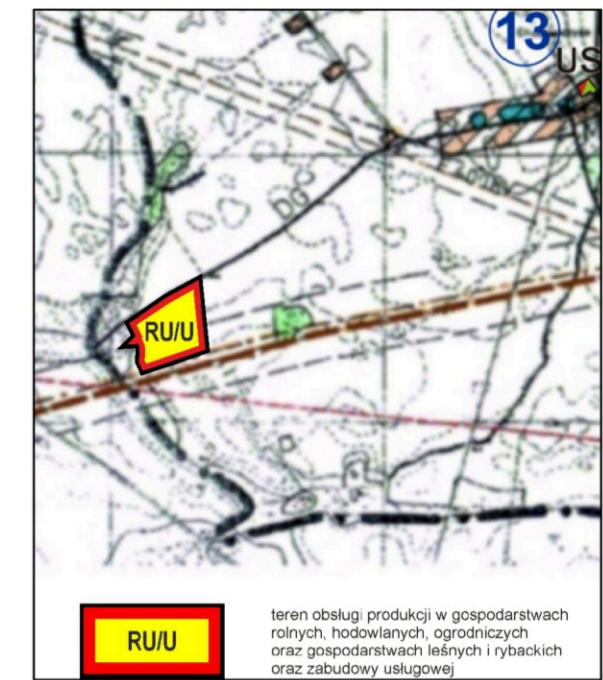 13
US
DG
RU/U
RU/U
teren obsługi produkcji w gospodarstwach
rolnych, hodowlanych, ogrodniczych
oraz gospodarstwach leśnych i rybackich
oraz zabudowy usługowej